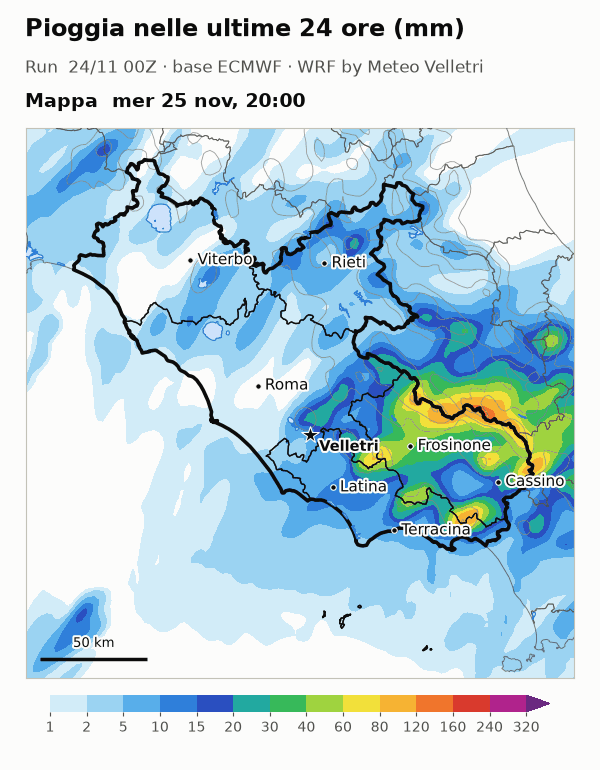 Pioggia nelle ultime 24 ore (mm)
Run  24/11 00Z · base ECMWF · WRF by Meteo Velletri
Mappa  mer 25 nov, 20:00
Viterbo
Rieti
Roma
Velletri
Frosinone
Cassino
Latina
Terracina
50 km
1 2 5 10 15 20 30 40 60 80 120 160 240 320